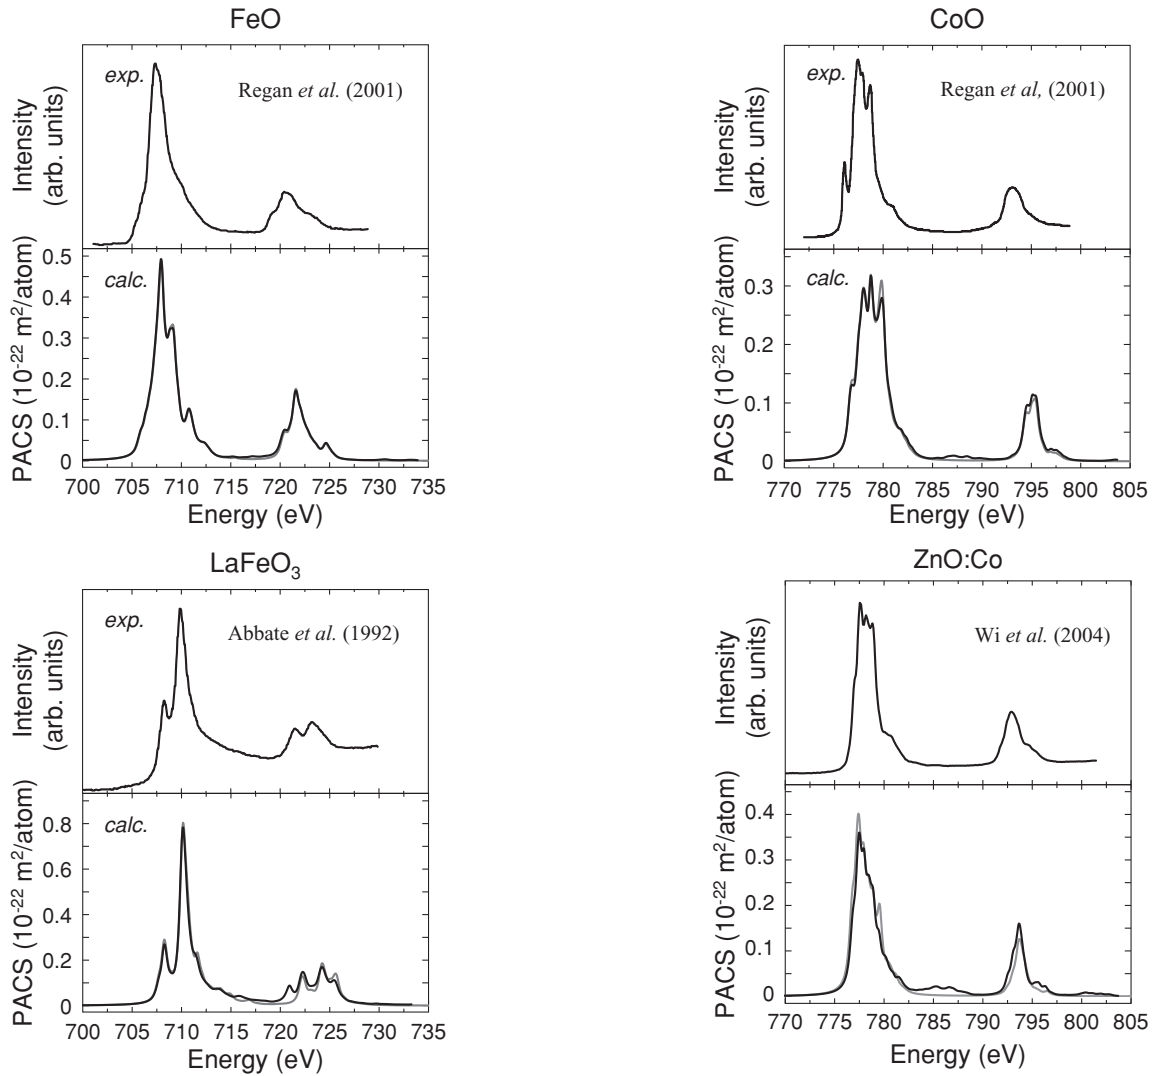 FeO
exp.
Regan et al. (2001)
Intensity
(arb. units)
calc.
PACS (10-22 m2/atom)
0.5
0.4
0.3
0.2
0.1
0
700 705 710 715 720 725 730 735
Energy (eV)
CoO
exp.
Regan et al, (2001)
Intensity
(arb. units)
calc.
PACS (10-22 m2/atom)
0.3
0.2
0.1
0
770 775 780 785 790 795 800 805
Energy (eV)
LaFeO3
exp.
Abbate et al. (1992)
Intensity
(arb. units)
calc.
PACS (10-22 m2/atom)
0.8
0.6
0.4
0.2
0
700 705 710 715 720 725 730 735
Energy (eV)
ZnO:Co
Wi et al. (2004)
Intensity
(arb. units)
PACS (10-22 m2/atom)
0.4
0.3
0.2
0.1
0
770 775 780 785 790 795 800 805
Energy (eV)